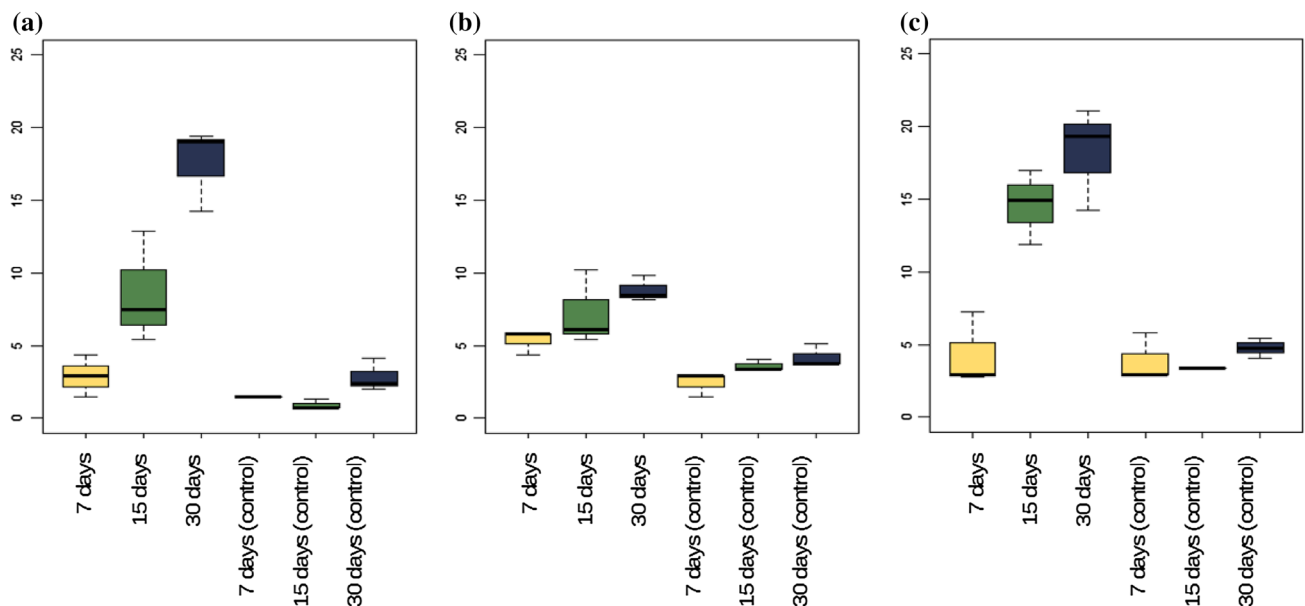 (a)
25
20
15
10
5
0
7 days
15 days
30 days
7 days (control)
15 days (control)
30 days (control)
(b)
25
20
15
10
5
0
7 days
15 days
30 days
7 days (control)
15 days (control)
30 days (control)
(c)
25
20
15
10
5
0
7 days
15 days
30 days
7 days (control)
15 days (control)
30 days (control)